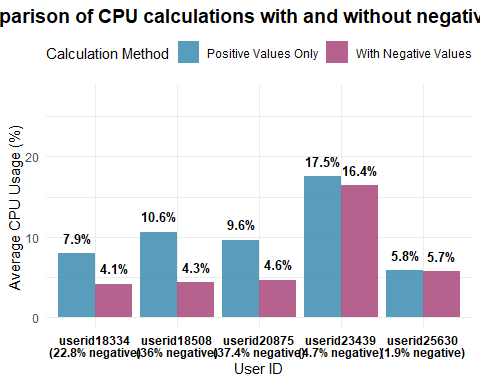 parison of CPU calculations with and without negativ
Calculation Method Positive Values Only With Negative Values
Average CPU Usage (%)
20
10
0
7.9%
4.1%
10.6%
4.3%
9.6%
4.6%
17.5%
16.4%
5.8%
5.7%
userid18334 userid18508 userid20875 userid23439 userid25630
(22.8% negative) (36% negative) (37.4% negative) (4.7% negative) (1.9% negative)
User ID